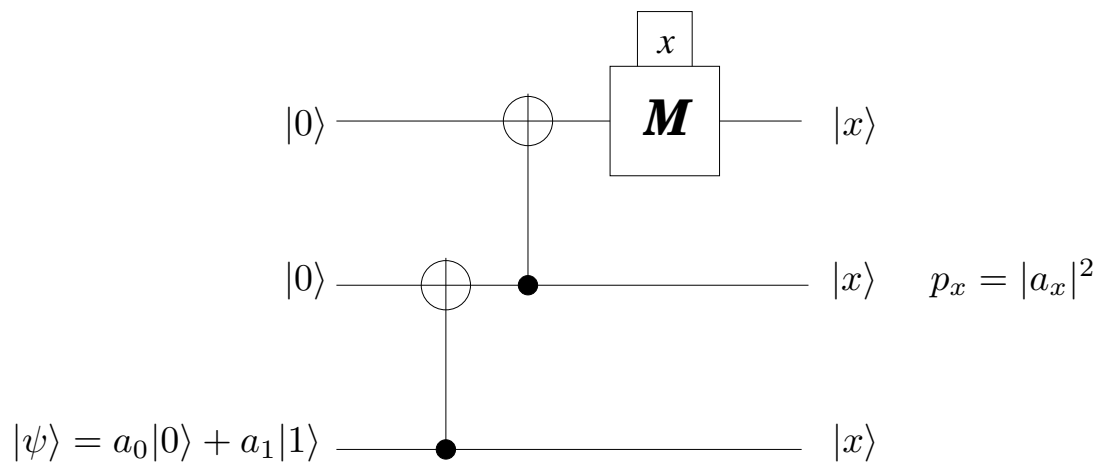 x
|0⟩ M |x⟩
|0⟩ |x⟩ p_x = |a_x|^2
|ψ⟩ = a_0|0⟩ + a_1|1⟩ |x⟩